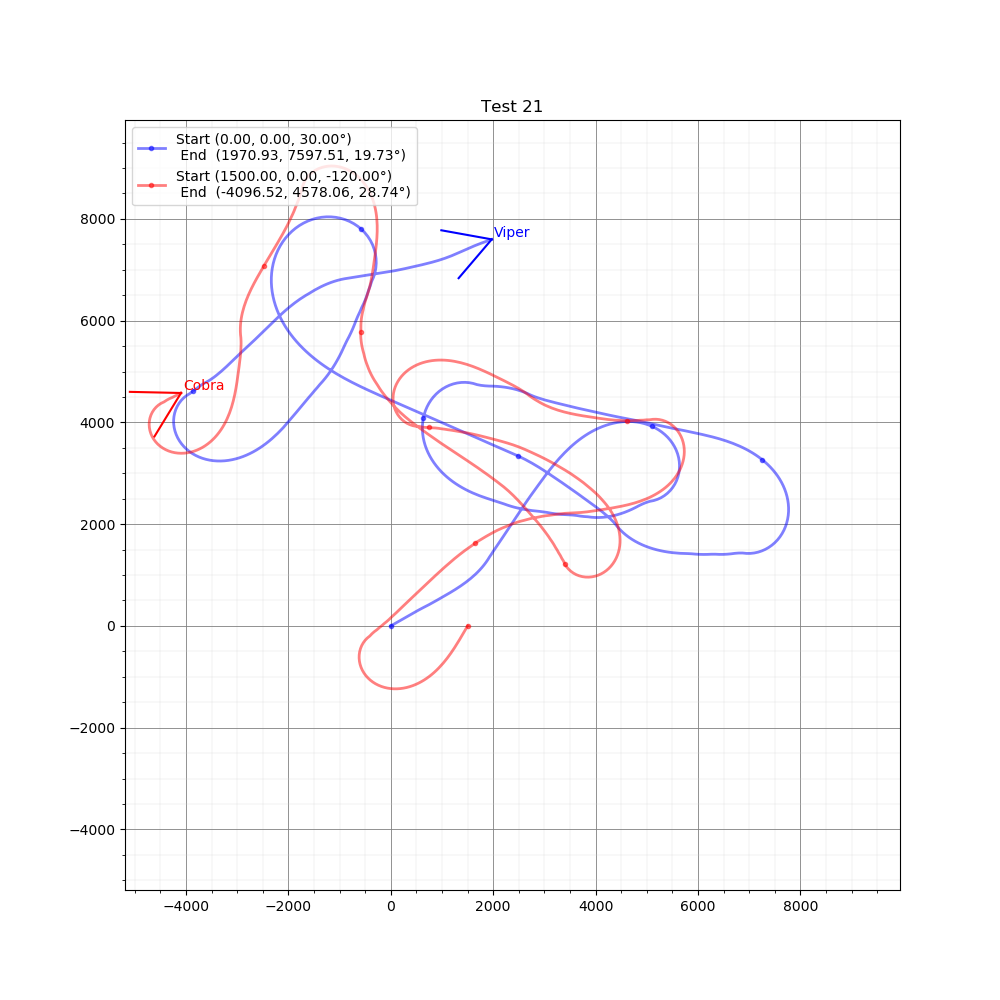 Test 21
Start (0.00, 0.00, 30.00°)
End  (1970.93, 7597.51, 19.73°)
Start (1500.00, 0.00, -120.00°)
End  (-4096.52, 4578.06, 28.74°)
Viper
Cobra
8000
6000
4000
2000
0
−2000
−4000
−4000 −2000 0 2000 4000 6000 8000